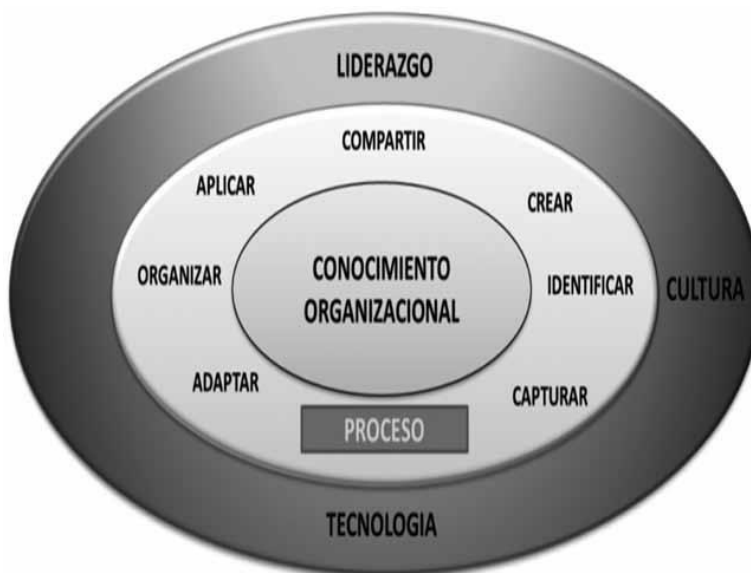 LIDERAZGO
COMPARTIR
APLICAR
CREAR
ORGANIZAR
CONOCIMIENTO
ORGANIZACIONAL
IDENTIFICAR
CULTURA
ADAPTAR
CAPTURAR
PROCESO
TECNOLOGIA